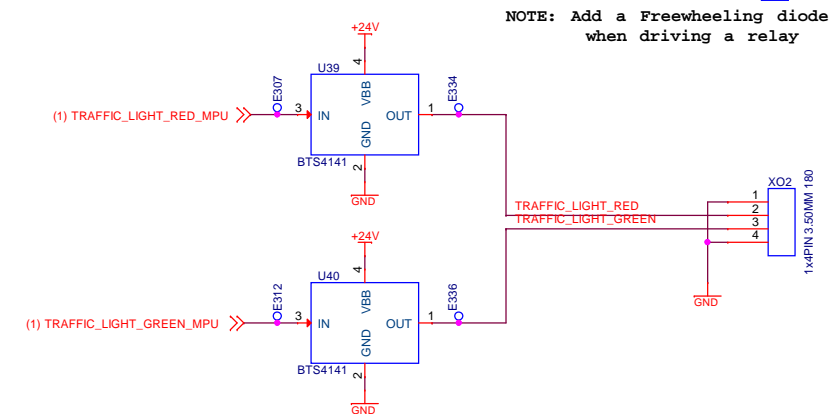 NOTE: Add a Freewheeling diode
when driving a relay
+24V
4
U39
E307
E334
(1) TRAFFIC_LIGHT_RED_MPU
3
IN
VBB
GND
OUT
1
BTS4141
2
GND
XO2
1x4PIN 3.50MM 180
1
TRAFFIC_LIGHT_RED
2
TRAFFIC_LIGHT_GREEN
3
4
GND
+24V
4
U40
E312
E336
(1) TRAFFIC_LIGHT_GREEN_MPU
3
IN
VBB
GND
OUT
1
BTS4141
2
GND